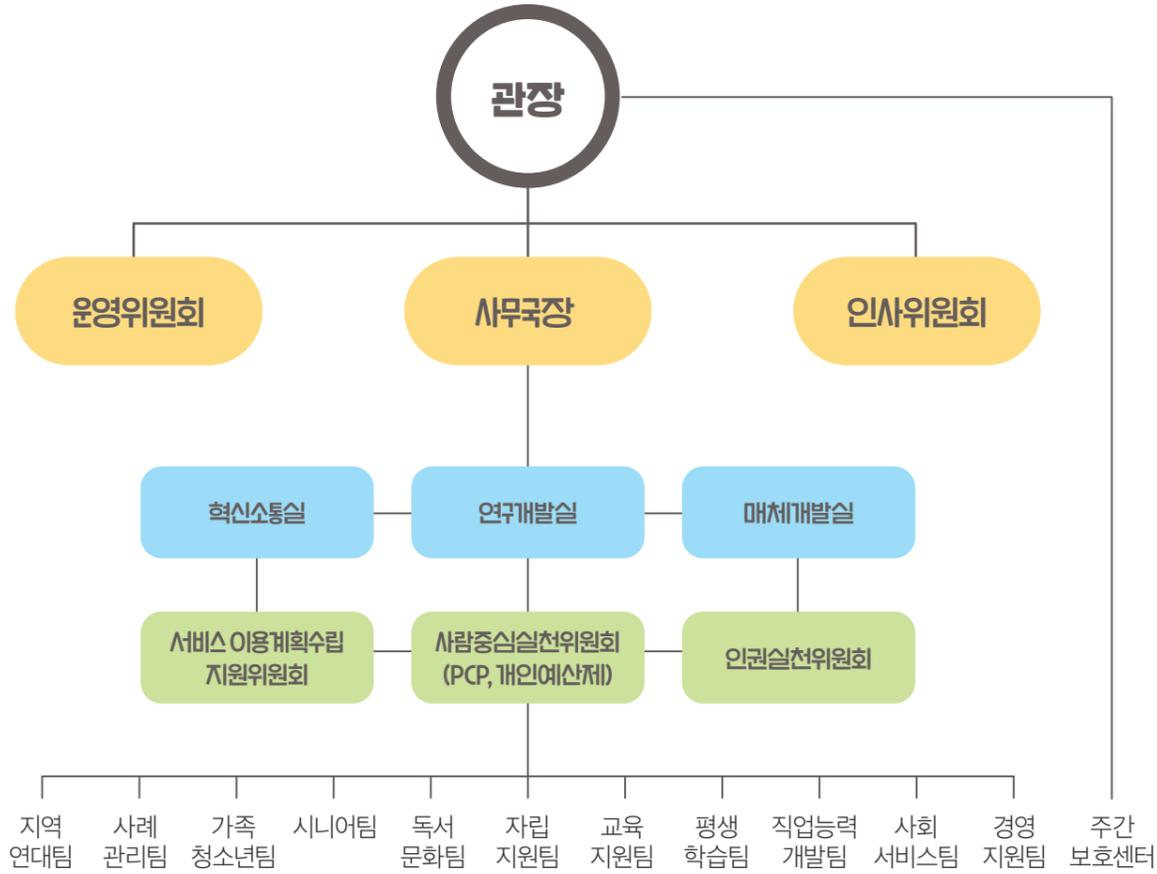 관장
운영위원회
사무국장
인사위원회
혁신소통실
연구개발실
매체개발실
서비스 이용계획수립
지원위원회
사람중심실천위원회
(PCP, 개인예산제)
인권실천위원회
지역
연대팀
사례
관리팀
가족
청소년팀
시니어팀
독서
문화팀
자립
지원팀
교육
지원팀
평생
학습팀
직업능력
개발팀
사회
서비스팀
경영
지원팀
주간
보호센터